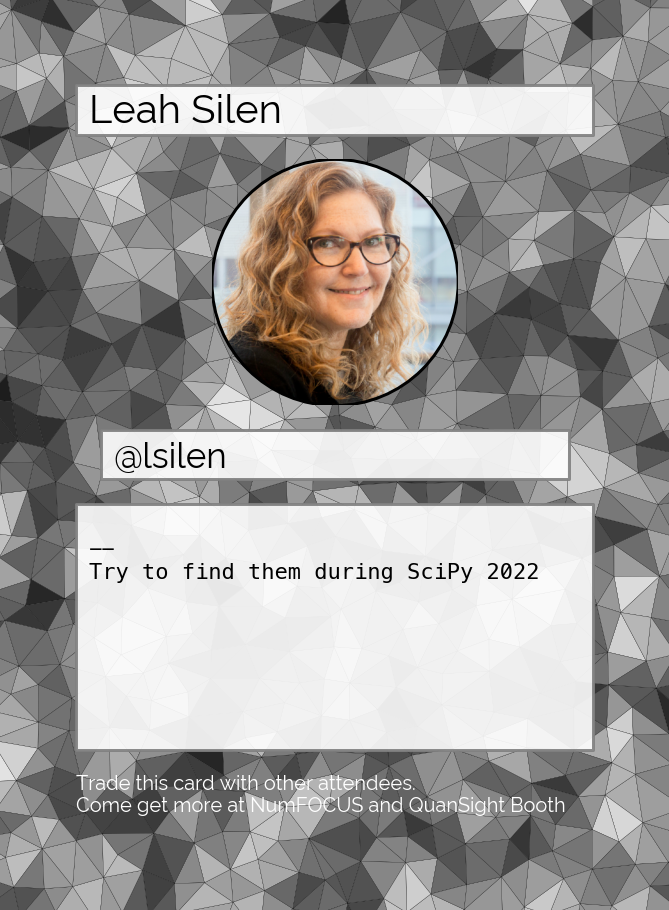 Leah Silen
@lsilen
__
Try to find them during SciPy 2022
Trade this card with other attendees.
Come get more at NumFOCUS and QuanSight Booth